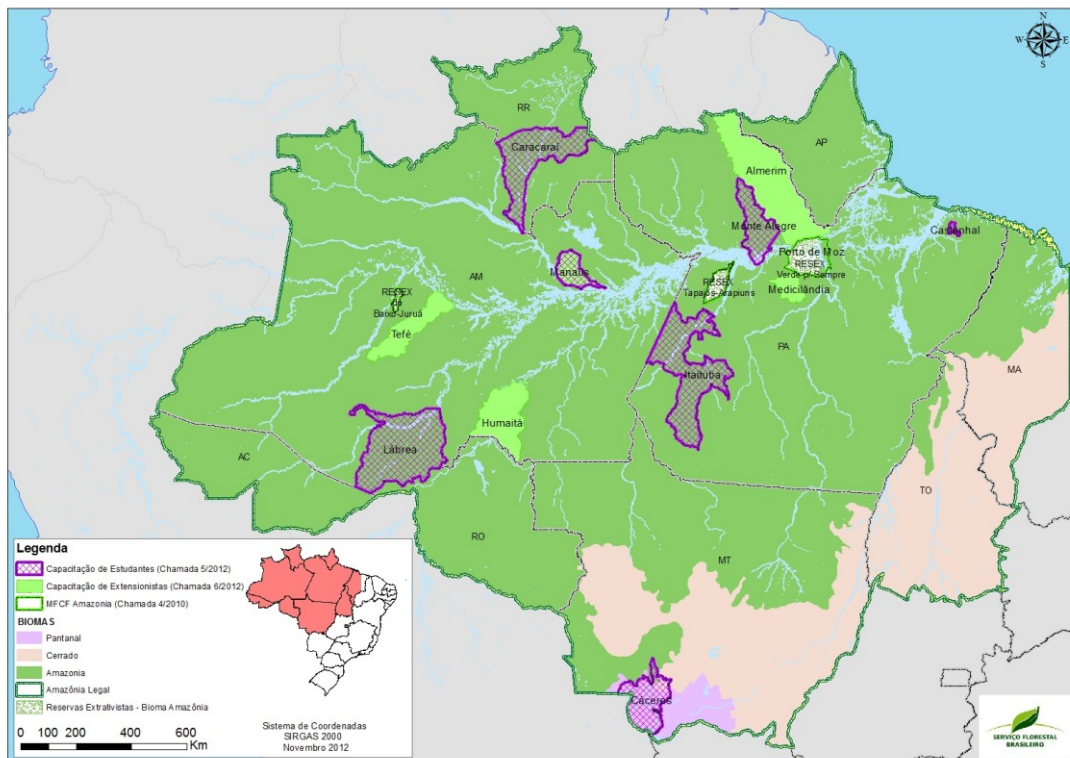 N
W E
S
RR
Caracaraí
AP
Almerim
Monte Alegre
Castanhal
Porto de Moz
RESEX
Verde p/ Sempre
Manaus
AM
RESEX
Tapajós-Arapiuns
Medicilândia
RESEX
do
Baixo-Juruá
Tefé
PA
Itaituba
MA
Humaitá
Lábrea
AC
TO
RO
MT
Cáceres
Legenda
Capacitação de Estudantes (Chamada 5/2012)
Capacitação de Extensionistas (Chamada 6/2012)
MFCF Amazonia (Chamada 4/2010)
BIOMAS
Pantanal
Cerrado
Amazonia
Amazônia Legal
Reservas Extrativistas - Bioma Amazônia
0 100 200 400 600
Km
Sistema de Coordenadas
SIRGAS 2000
Novembro 2012
SERVIÇO FLORESTAL
BRASILEIRO